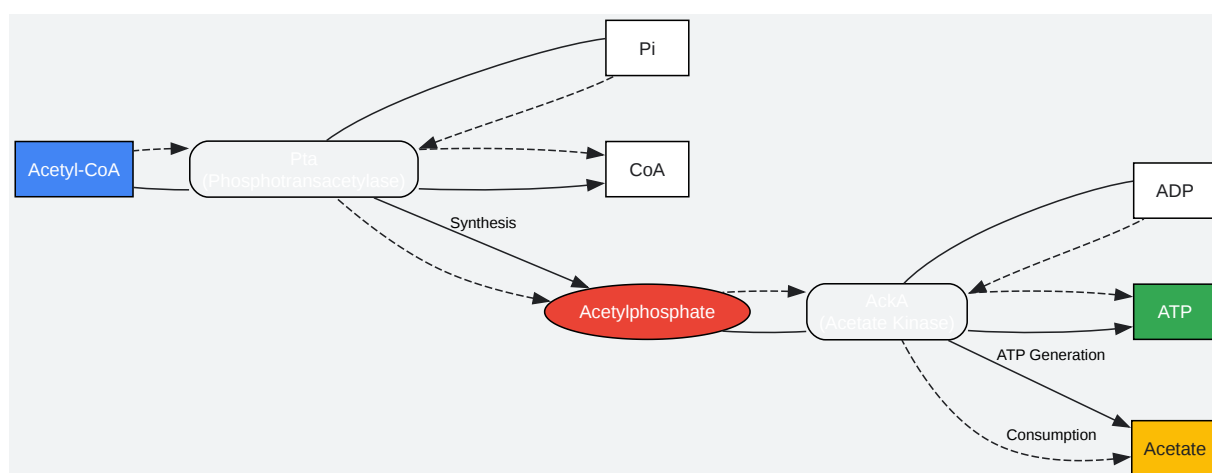 Pi
Acetyl-CoA
Pta
(Phosphotransacetylase)
CoA
Synthesis
ADP
Acetylphosphate
AckA
(Acetate Kinase)
ATP
ATP Generation
Consumption
Acetate